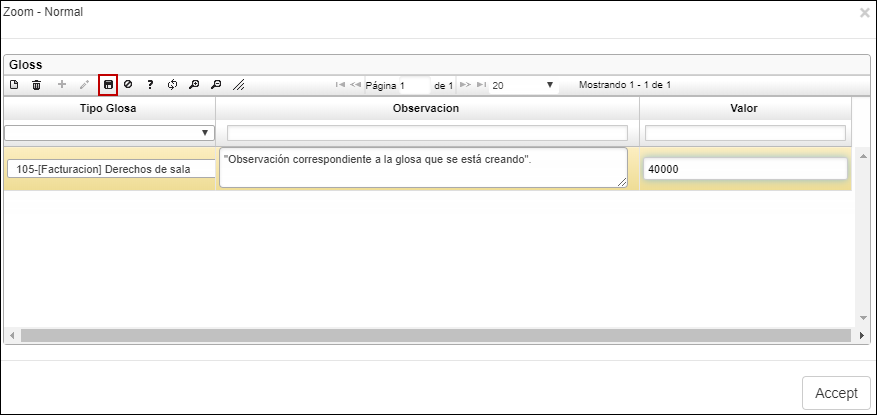 Zoom - Normal
Gloss
Página 1 de 1 20 Mostrando 1 - 1 de 1
Tipo Glosa Observacion Valor
105-[Facturacion] Derechos de sala "Observación correspondiente a la glosa que se está creando". 40000
Accept